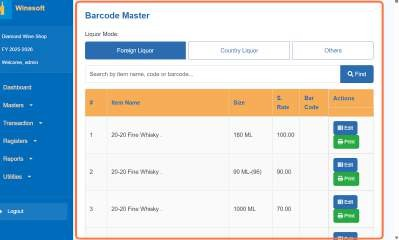 Winesoft
Diamond Wine Shop
FY 2025-2026
Welcome, admin
Dashboard
Masters
Transaction
Registers
Reports
Utilities
Logout
Barcode Master
Liquor Mode:
Foreign Liquor
Country Liquor
Others
Search by item name, code or barcode...
Find
# Item Name Size S. Rate Bar Code Actions
1 20-20 Fine Whisky . 180 ML 100.00 Edit
Print
2 20-20 Fine Whisky . 90 ML-(96) 90.00 Edit
Print
3 20-20 Fine Whisky . 1000 ML 70.00 Edit
Print
Edit